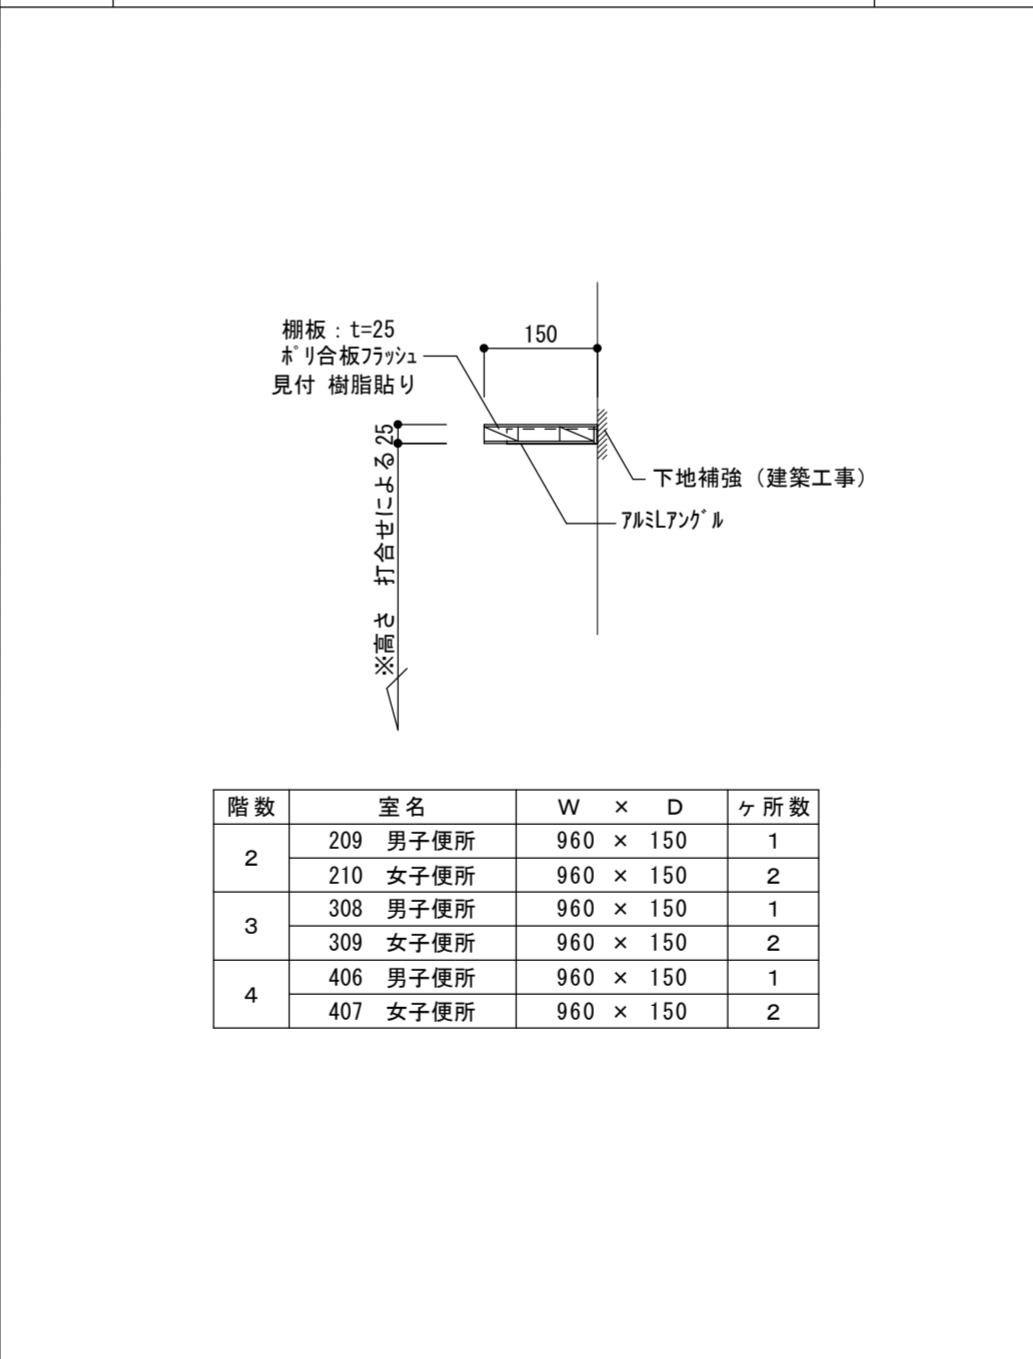 棚板：t=25
ﾎﾟﾘ合板ﾌﾗｯｼｭ
見付 樹脂貼り
150
25
※高さ　打合せによる
下地補強（建築工事）
ｱﾙﾐLｱﾝｸﾞﾙ
階数 室名 W × D ヶ所数
2 209 男子便所 960 × 150 1
210 女子便所 960 × 150 2
3 308 男子便所 960 × 150 1
309 女子便所 960 × 150 2
4 406 男子便所 960 × 150 1
407 女子便所 960 × 150 2